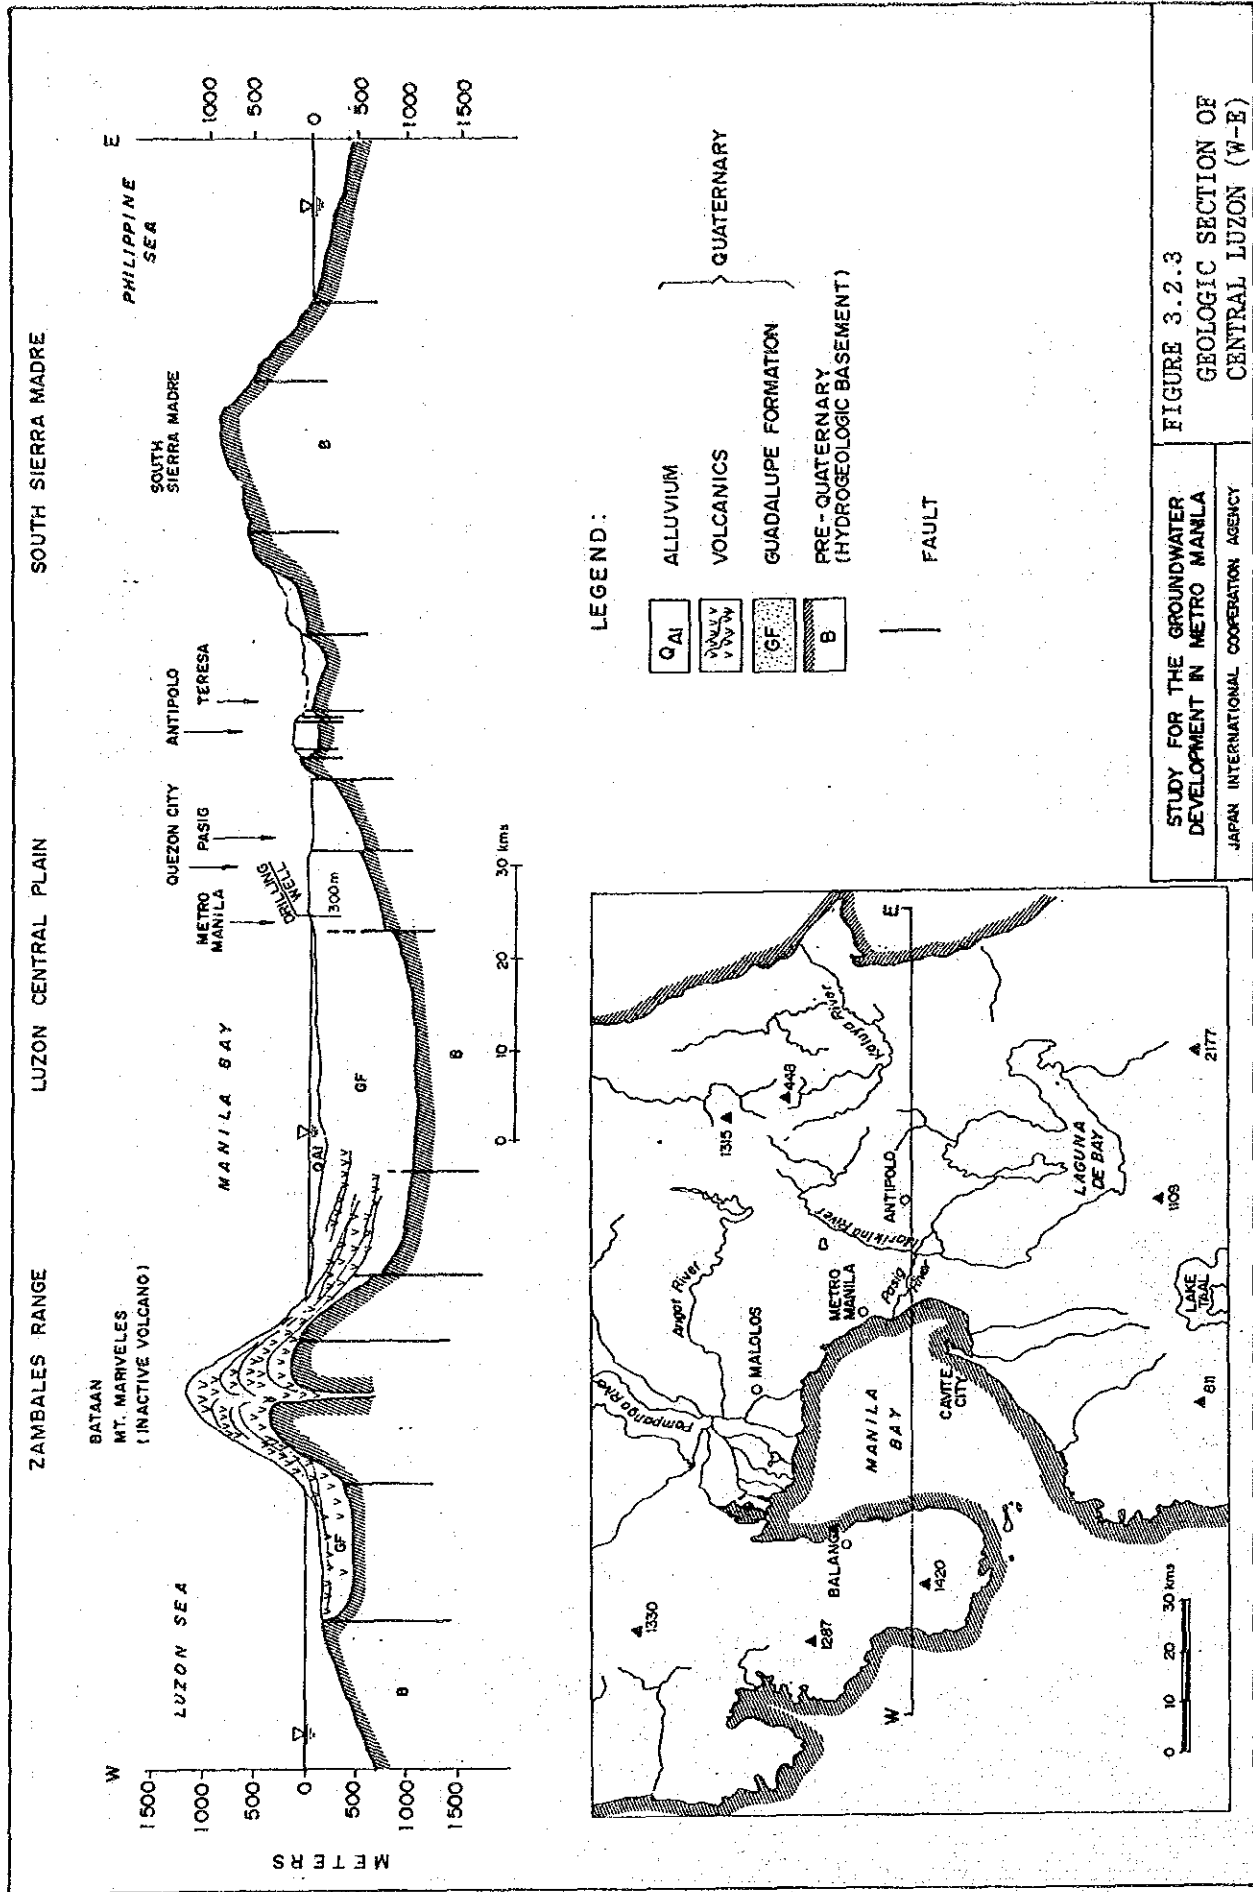 ZAMBALES RANGE
LUZON CENTRAL PLAIN
SOUTH SIERRA MADRE
BATAAN
MT. MARIVELES
(INACTIVE VOLCANO)
LUZON SEA
MANILA BAY
METRO
MANILA
QUEZON CITY
PASIG
ANTIPOLO
TERESA
SOUTH
SIERRA MADRE
PHILIPPINE
SEA
DRILLING
WELL
300m
W
E
METERS
1500
1000
500
0
500
1000
1500
1000
500
0
500
1000
1500
B
GF
QAl
GF
B
B
0 10 20 30 kms
LEGEND:
QAl ALLUVIUM
VOLCANICS
GF GUADALUPE FORMATION
QUATERNARY
B PRE-QUATERNARY
(HYDROGEOLOGIC BASEMENT)
FAULT
1330
1287
BALANGA
1420
W
E
Pampanga River
MALOLOS
Angat River
METRO
MANILA
Pasig
River
Marikina River
ANTIPOLO
1315
448
Kaluya River
MANILA
BAY
CAVITE
CITY
LAGUNA
DE BAY
1109
2177
LAKE
TAAL
811
0 10 20 30 kms
STUDY FOR THE GROUNDWATER
DEVELOPMENT IN METRO MANILA
JAPAN INTERNATIONAL COOPERATION AGENCY
FIGURE 3.2.3
GEOLOGIC SECTION OF
CENTRAL LUZON (W-E)